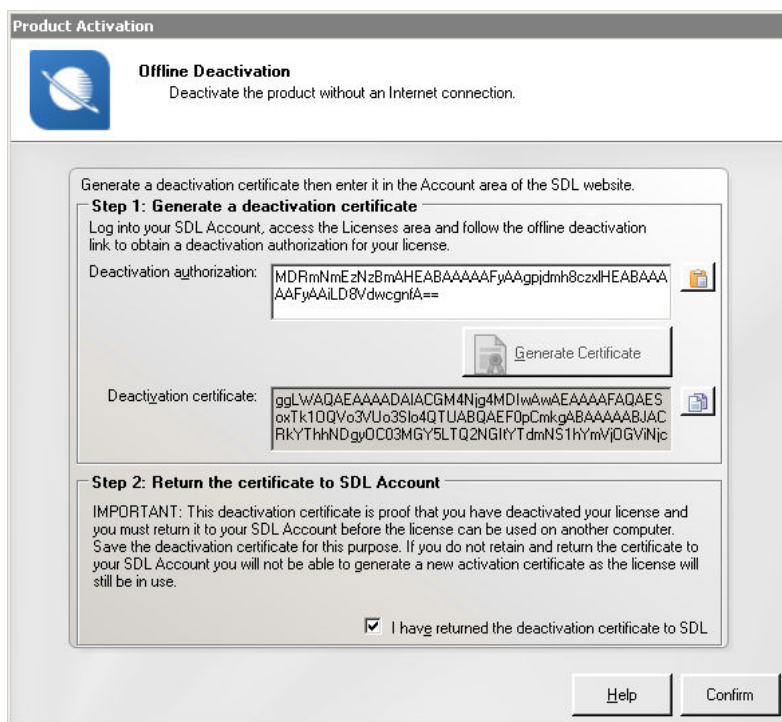 Product Activation
Offline Deactivation
Deactivate the product without an Internet connection.
Generate a deactivation certificate then enter it in the Account area of the SDL website.
Step 1: Generate a deactivation certificate
Log into your SDL Account, access the Licenses area and follow the offline deactivation
link to obtain a deactivation authorization for your license.
Deactivation authorization:
MDRmNmEzNzBmAHEABAAAAAFyAAgpjdmh8czxlHEABAAA
AAFyAAiLD8VdwcgnfA==
Generate Certificate
Deactivation certificate:
ggLWAQAEAAAADAIACGM4Njg4MDIwAwAEAAAAFAQAES
oxTk1OQVo3VUo3Slo4QTUABQAEF0pCmkgABAAAAABJAC
RkYThhNDgyOC03MGY5LTQ2NGItYTdmNS1hYmVjOGViNjc
Step 2: Return the certificate to SDL Account
IMPORTANT: This deactivation certificate is proof that you have deactivated your license and
you must return it to your SDL Account before the license can be used on another computer.
Save the deactivation certificate for this purpose. If you do not retain and return the certificate to
your SDL Account you will not be able to generate a new activation certificate as the license will
still be in use.
I have returned the deactivation certificate to SDL
Help
Confirm